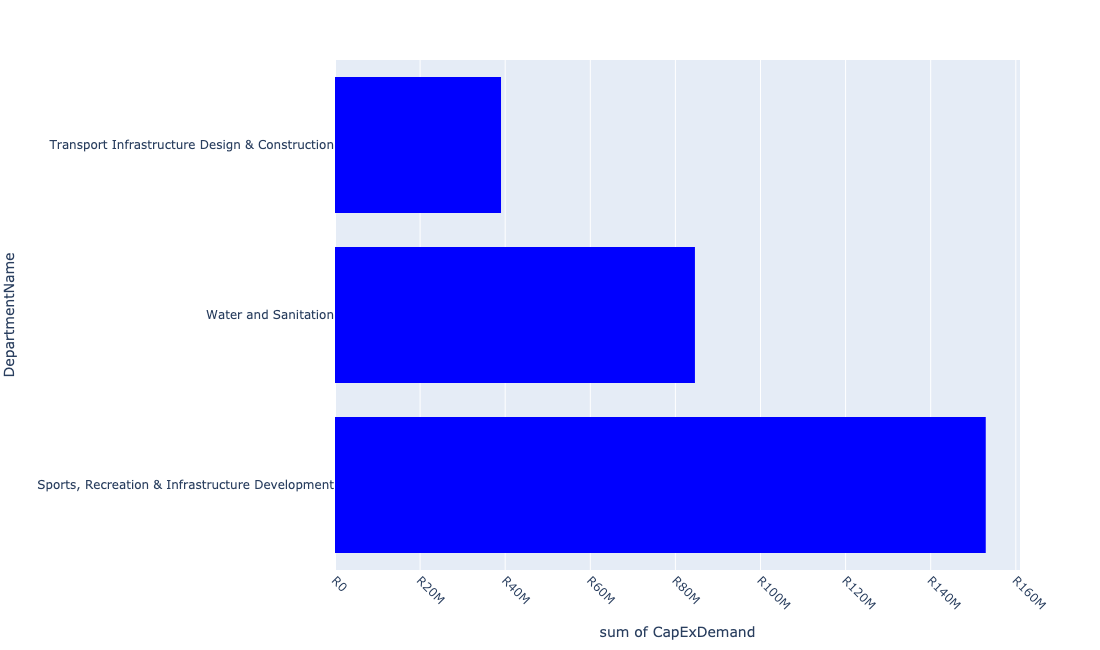 Transport Infrastructure Design & Construction
Water and Sanitation
Sports, Recreation & Infrastructure Development
DepartmentName
R0
R20M
R40M
R60M
R80M
R100M
R120M
R140M
R160M
sum of CapExDemand